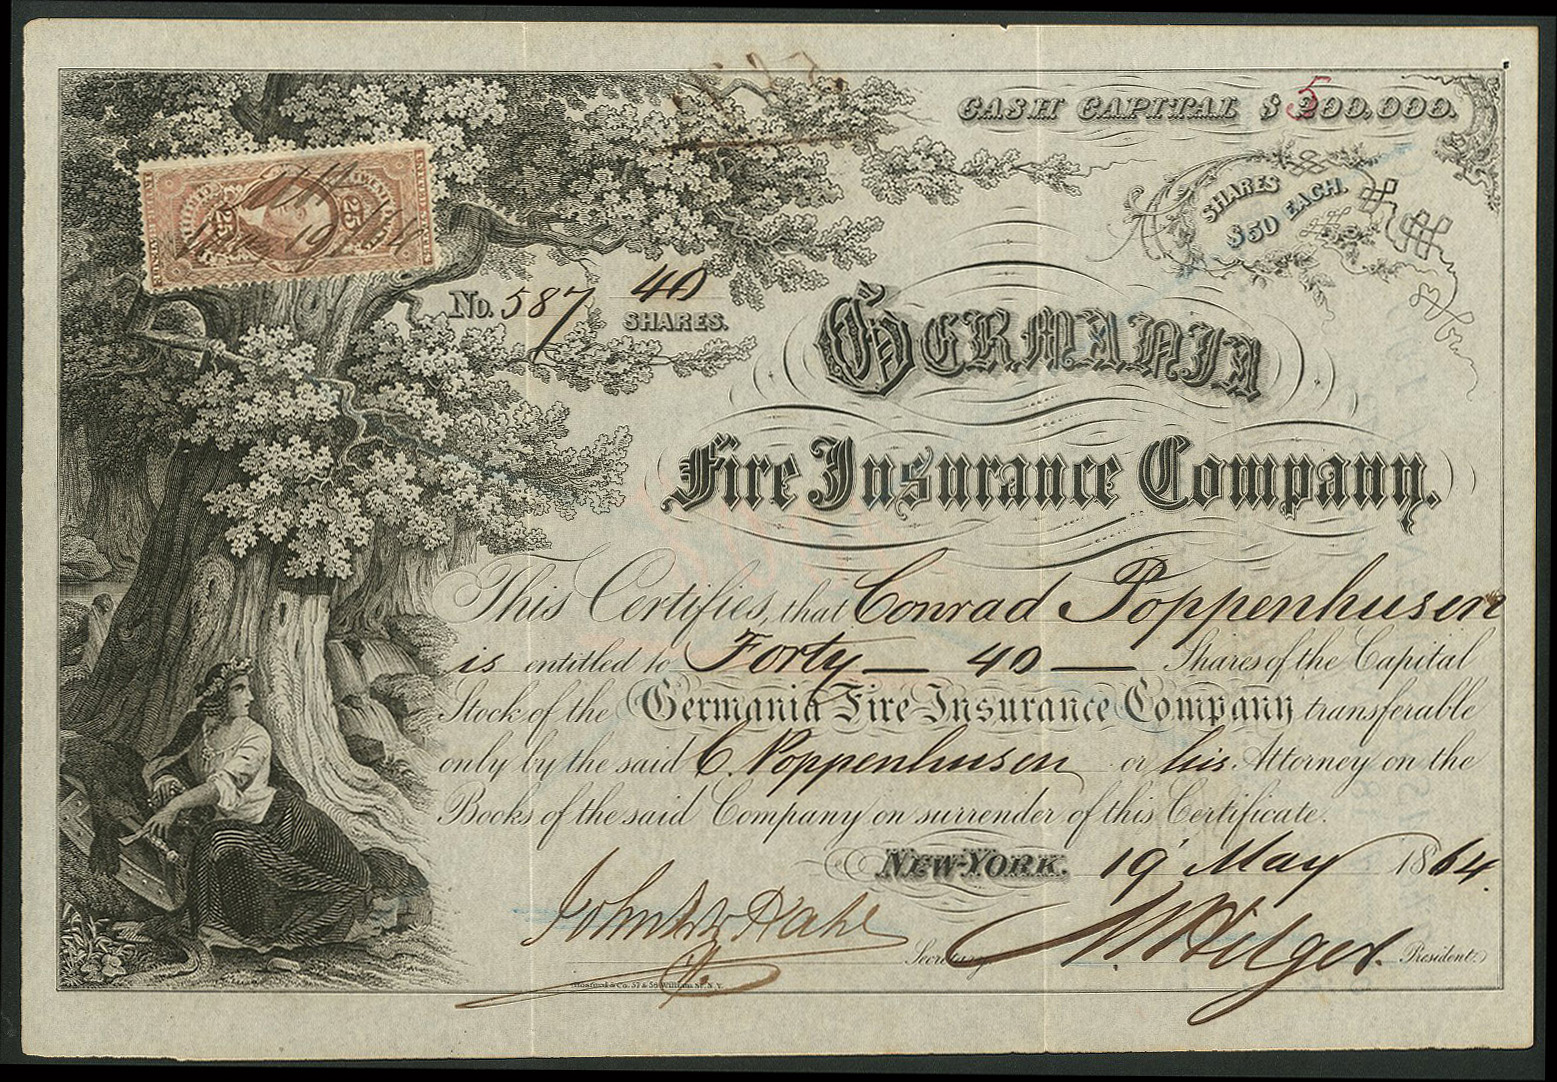 CASH CAPITAL $ 500,000.
SHARES
$50 EACH.
25 25
No. 587 40
SHARES.
GERMANIA
Fire Insurance Company.
This Certifies, that Conrad Poppenhusen
is entitled to Forty — 40 — Shares of the Capital
Stock of the Germania Fire-Insurance Company transferable
only by the said C. Poppenhusen or his Attorney on the
Books of the said Company on surrender of this Certificate.
NEW-YORK. 19 May 1864.
Secretary President